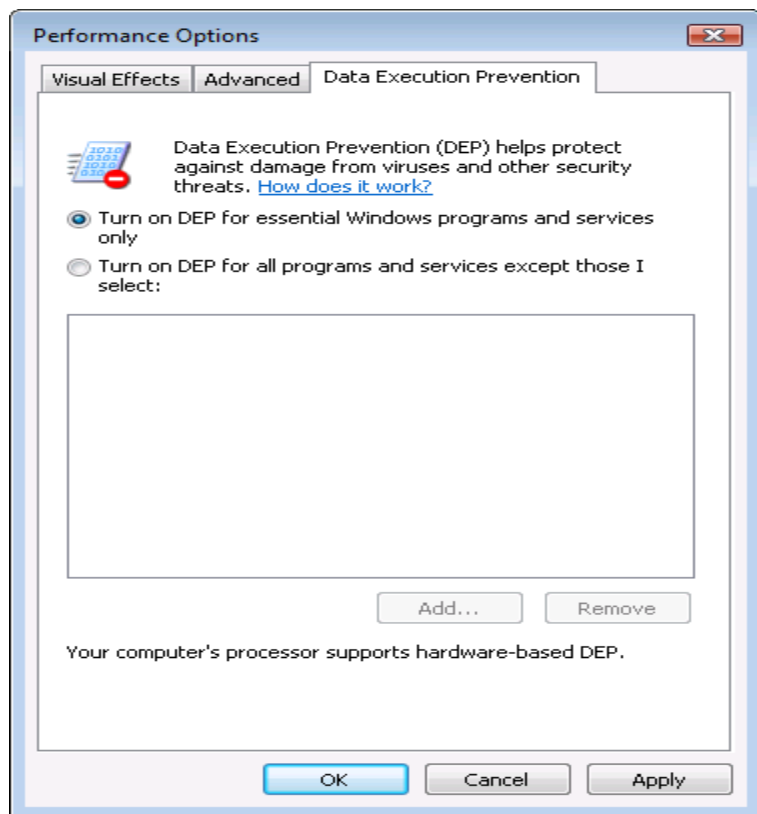 Performance Options
Visual Effects
Advanced
Data Execution Prevention
Data Execution Prevention (DEP) helps protect
against damage from viruses and other security
threats. How does it work?
Turn on DEP for essential Windows programs and services
only
Turn on DEP for all programs and services except those I
select:
Add...
Remove
Your computer's processor supports hardware-based DEP.
OK
Cancel
Apply